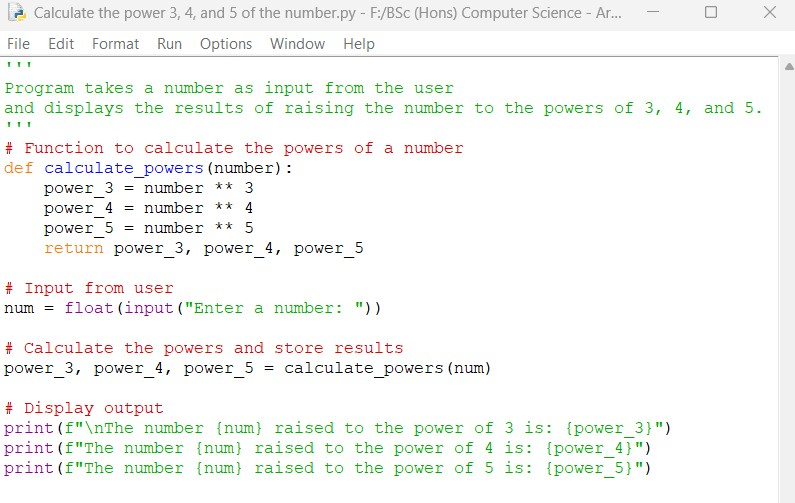 Calculate the power 3, 4, and 5 of the number.py - F:/BSc (Hons) Computer Science - Ar...
File Edit Format Run Options Window Help
'''
Program takes a number as input from the user
and displays the results of raising the number to the powers of 3, 4, and 5.
'''
# Function to calculate the powers of a number
def calculate_powers(number):
    power_3 = number ** 3
    power_4 = number ** 4
    power_5 = number ** 5
    return power_3, power_4, power_5

# Input from user
num = float(input("Enter a number: "))

# Calculate the powers and store results
power_3, power_4, power_5 = calculate_powers(num)

# Display output
print(f"\nThe number {num} raised to the power of 3 is: {power_3}")
print(f"The number {num} raised to the power of 4 is: {power_4}")
print(f"The number {num} raised to the power of 5 is: {power_5}")